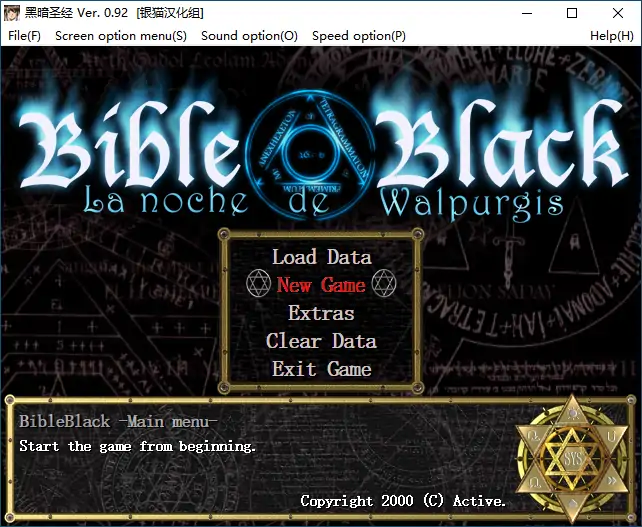 黑暗圣经 Ver. 0.92 [银猫汉化组]
File(F) Screen option menu(S) Sound option(O) Speed option(P) Help(H)
Bible Black
La noche de Walpurgis
ANEXHEXETON
TETRAGRAMMATON
PRIMEMATUM
Load Data
New Game
Extras
Clear Data
Exit Game
BibleBlack -Main menu-
Start the game from beginning.
SYS
Copyright 2000 (C) Active.